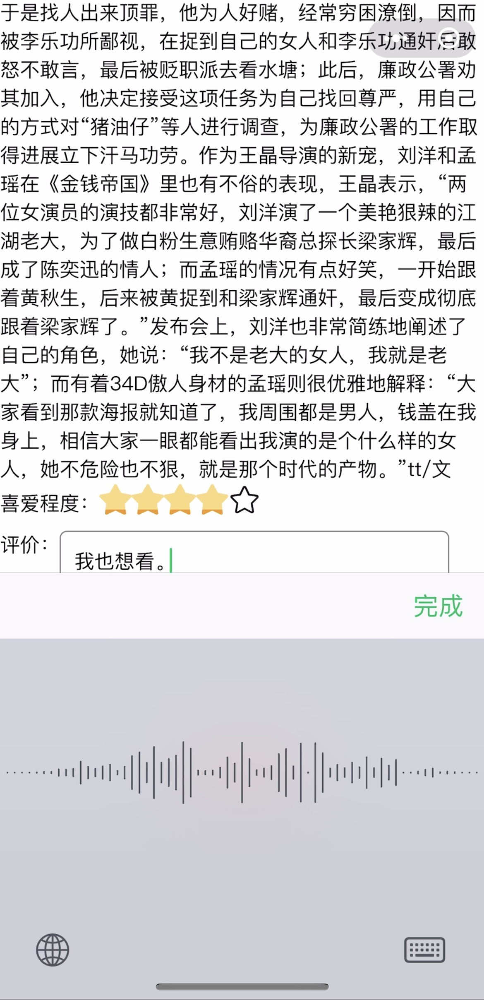 于是找人出来顶罪，他为人好赌，经常穷困潦倒，因而
被李乐功所鄙视，在捉到自己的女人和李乐功通奸后敢
怒不敢言，最后被贬职派去看水塘；此后，廉政公署劝
其加入，他决定接受这项任务为自己找回尊严，用自己
的方式对“猪油仔”等人进行调查，为廉政公署的工作取
得进展立下汗马功劳。作为王晶导演的新宠，刘洋和孟
瑶在《金钱帝国》里也有不俗的表现，王晶表示，“两
位女演员的演技都非常好，刘洋演了一个美艳狠辣的江
湖老大，为了做白粉生意贿赂华裔总探长梁家辉，最后
成了陈奕迅的情人；而孟瑶的情况有点好笑，一开始跟
着黄秋生，后来被黄捉到和梁家辉通奸，最后变成彻底
跟着梁家辉了。”发布会上，刘洋也非常简练地阐述了
自己的角色，她说：“我不是老大的女人，我就是老
大”；而有着34D傲人身材的孟瑶则很优雅地解释：“大
家看到那款海报就知道了，我周围都是男人，钱盖在我
身上，相信大家一眼都能看出我演的是个什么样的女
人，她不危险也不狠，就是那个时代的产物。”tt/文
喜爱程度：
评价：
我也想看。
完成